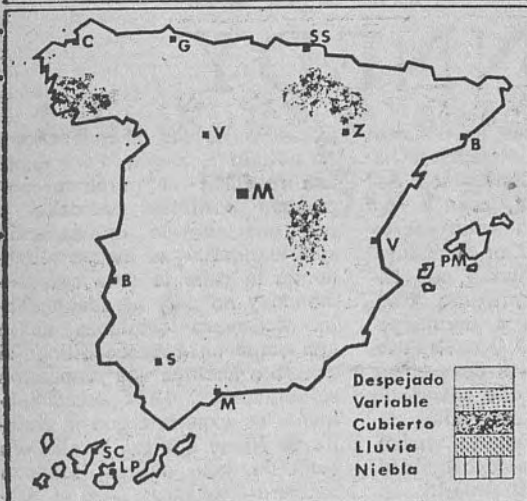 C
G
SS
V
Z
B
M
V
PM
B
S
M
SC
LP
Despejado
Variable
Cubierto
Lluvia
Niebla